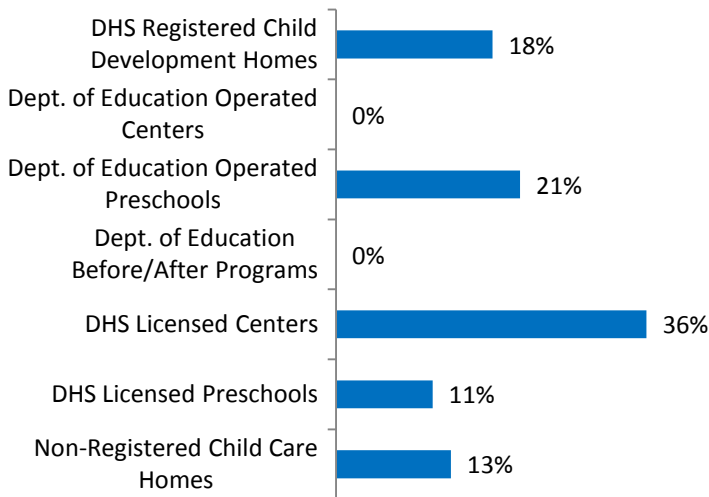 DHS Registered Child
Development Homes
18%
Dept. of Education Operated
Centers
0%
Dept. of Education Operated
Preschools
21%
Dept. of Education
Before/After Programs
0%
DHS Licensed Centers
36%
DHS Licensed Preschools
11%
Non-Registered Child Care
Homes
13%